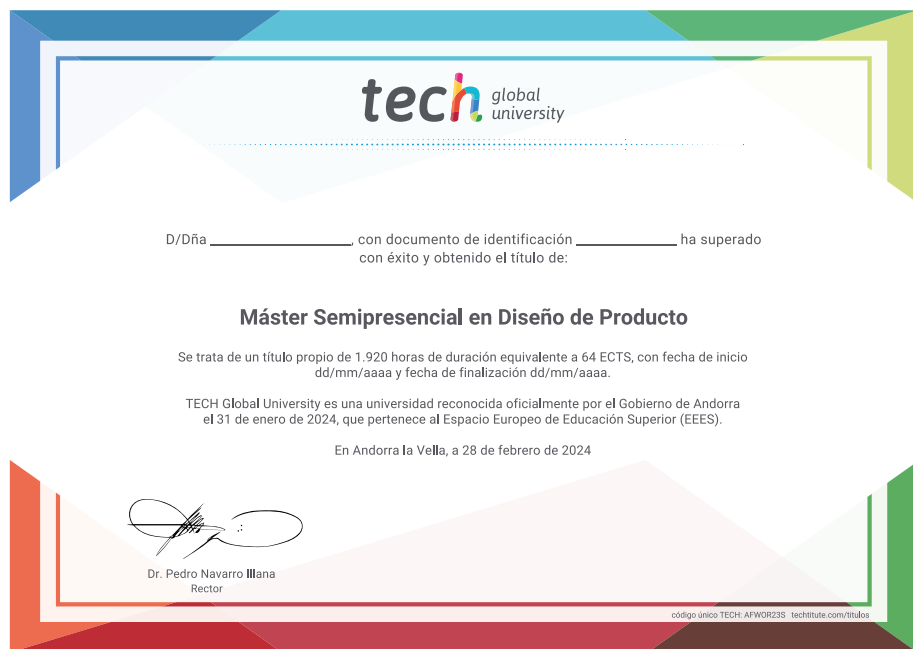 tech global university
D/Dña ______________, con documento de identificación __________ ha superado
con éxito y obtenido el título de:
Máster Semipresencial en Diseño de Producto
Se trata de un título propio de 1.920 horas de duración equivalente a 64 ECTS, con fecha de inicio
dd/mm/aaaa y fecha de finalización dd/mm/aaaa.
TECH Global University es una universidad reconocida oficialmente por el Gobierno de Andorra
el 31 de enero de 2024, que pertenece al Espacio Europeo de Educación Superior (EEES).
En Andorra la Vella, a 28 de febrero de 2024
Dr. Pedro Navarro Illana
Rector
código único TECH: AFWOR23S techtitute.com/titulos